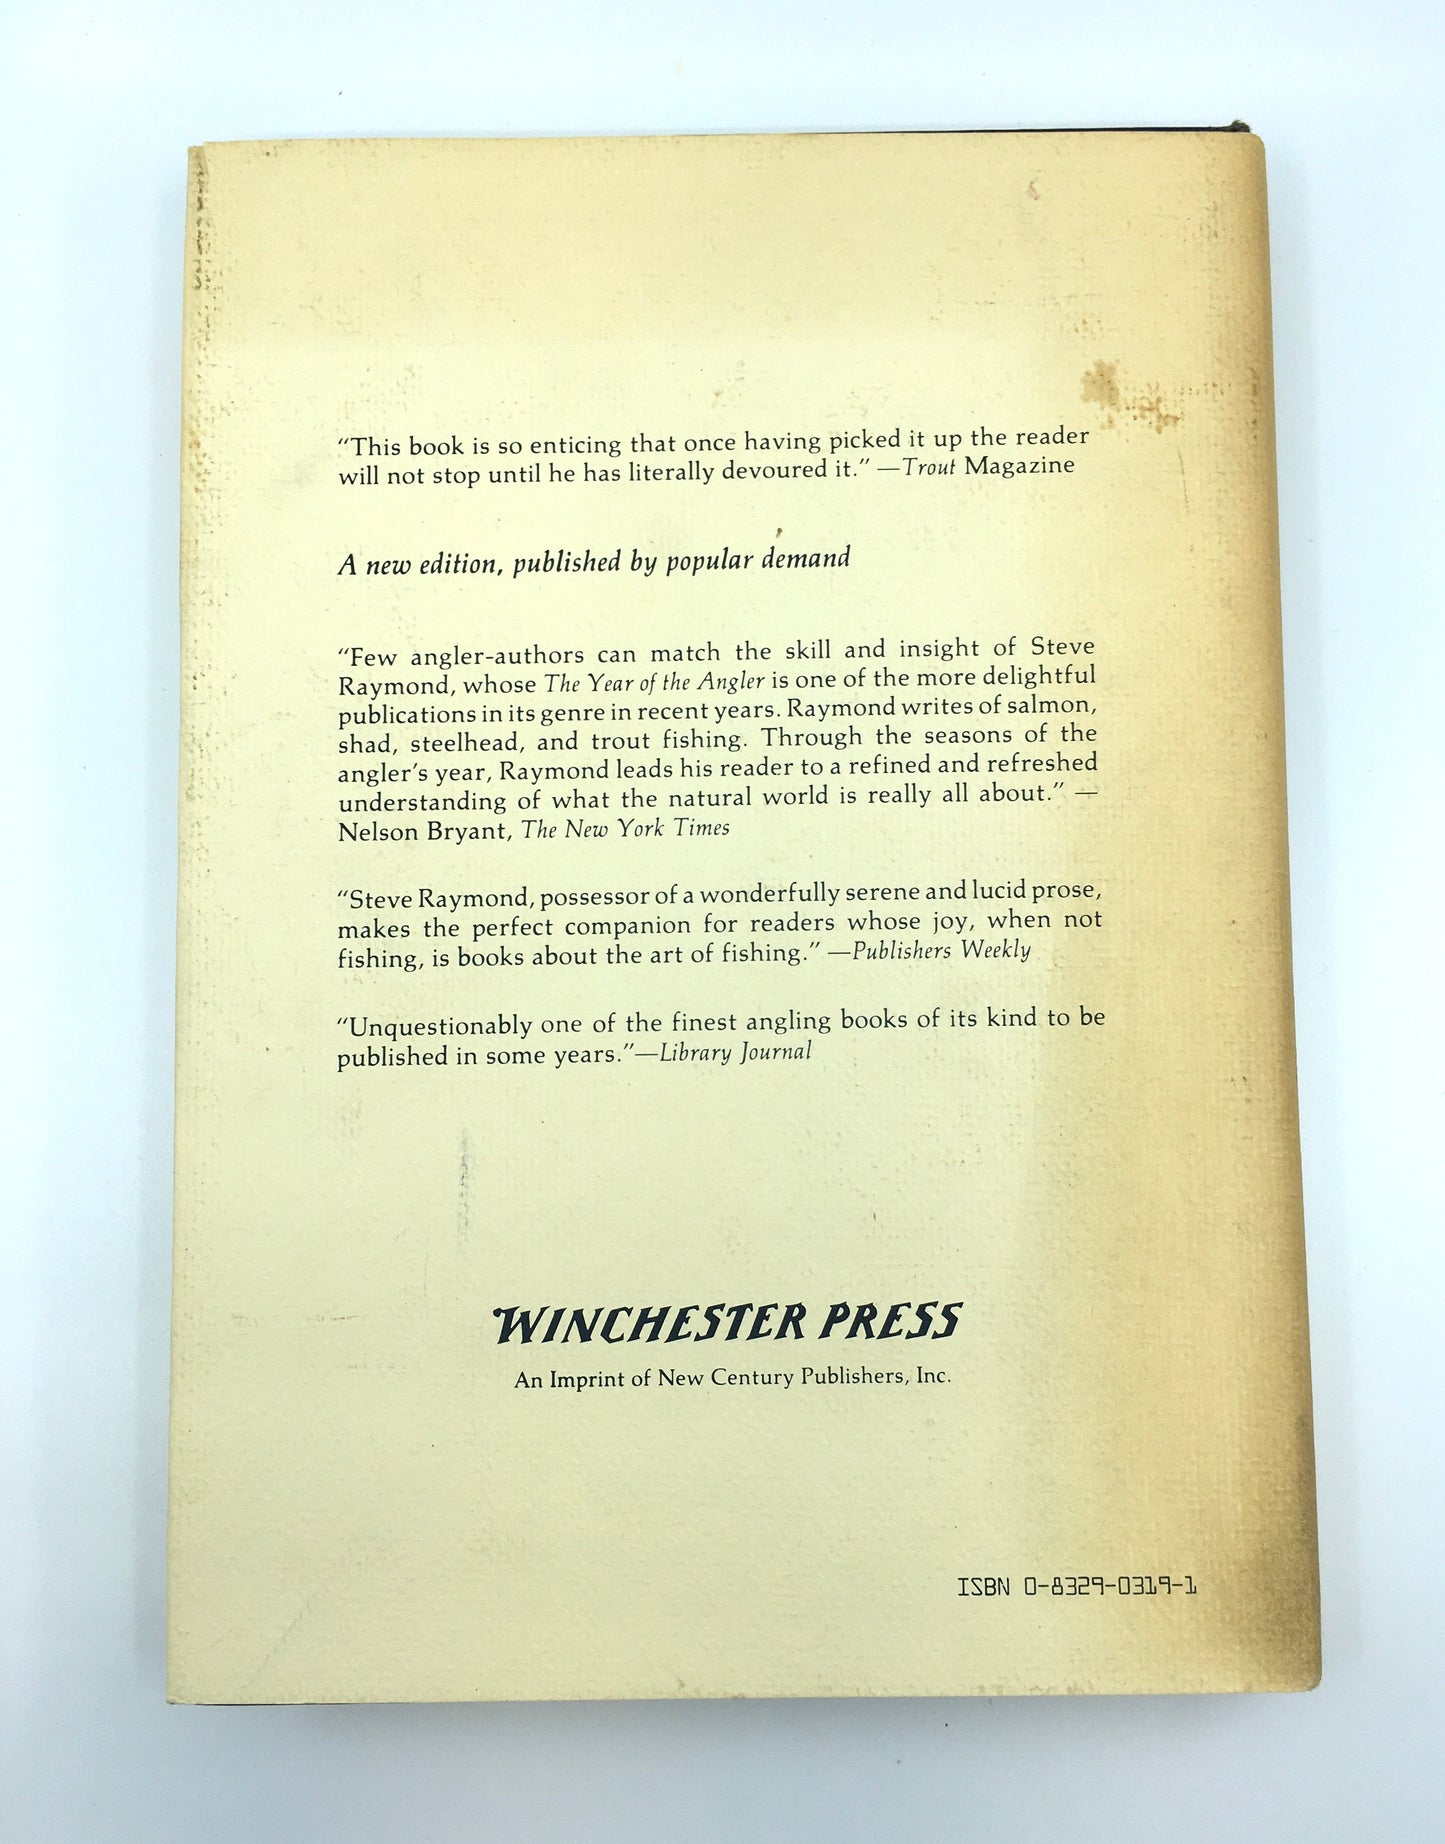 “This book is so enticing that once having picked it up the reader
will not stop until he has literally devoured it.” —Trout Magazine
A new edition, published by popular demand
“Few angler-authors can match the skill and insight of Steve
Raymond, whose The Year of the Angler is one of the more delightful
publications in its genre in recent years. Raymond writes of salmon,
shad, steelhead, and trout fishing. Through the seasons of the
angler’s year, Raymond leads his reader to a refined and refreshed
understanding of what the natural world is really all about.” —
Nelson Bryant, The New York Times
“Steve Raymond, possessor of a wonderfully serene and lucid prose,
makes the perfect companion for readers whose joy, when not
fishing, is books about the art of fishing.” —Publishers Weekly
“Unquestionably one of the finest angling books of its kind to be
published in some years.”—Library Journal
WINCHESTER PRESS
An Imprint of New Century Publishers, Inc.
ISBN 0-8329-0319-1